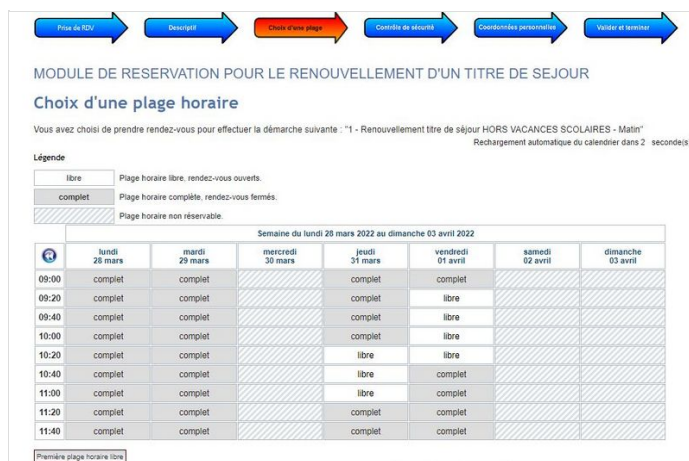 Prise de RDV Descriptif Choix d'une plage Contrôle de sécurité Coordonnées personnelles Valider et terminer
MODULE DE RESERVATION POUR LE RENOUVELLEMENT D'UN TITRE DE SEJOUR
Choix d'une plage horaire
Vous avez choisi de prendre rendez-vous pour effectuer la démarche suivante : "1 - Renouvellement titre de séjour HORS VACANCES SCOLAIRES - Matin"
Rechargement automatique du calendrier dans 2 seconde(s)
Légende
libre Plage horaire libre, rendez-vous ouverts.
complet Plage horaire complète, rendez-vous fermés.
Plage horaire non réservable.
Semaine du lundi 28 mars 2022 au dimanche 03 avril 2022
lundi mardi mercredi jeudi vendredi samedi dimanche
28 mars 29 mars 30 mars 31 mars 01 avril 02 avril 03 avril
09:00 complet complet complet complet
09:20 complet complet complet libre
09:40 complet complet complet libre
10:00 complet complet complet libre
10:20 complet complet libre libre
10:40 complet complet libre complet
11:00 complet complet libre complet
11:20 complet complet complet complet
11:40 complet complet complet complet
Première plage horaire libre